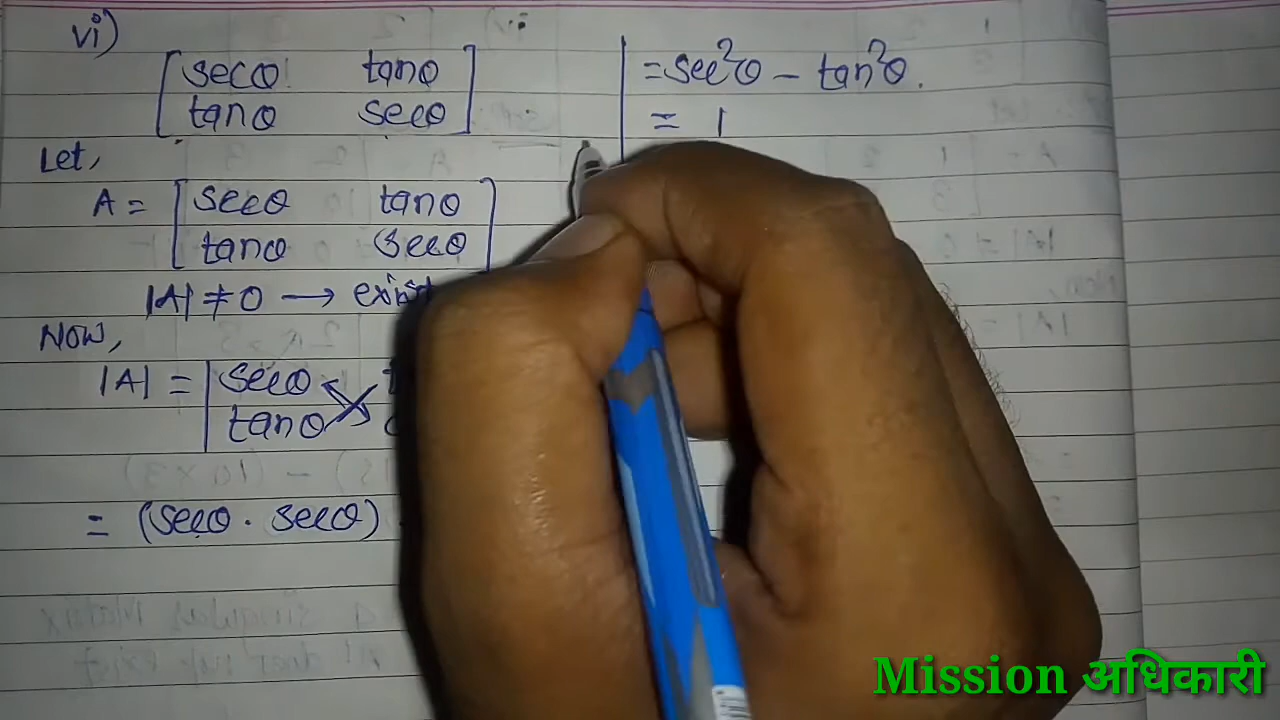 vi)
[secθ tanθ
tanθ secθ]
Let,
A = [secθ tanθ
tanθ secθ]
|A| ≠ 0 → exist
Now,
|A| = |secθ
tanθ
= (secθ · secθ)
= sec²θ - tan²θ.
= 1
Mission अधिकारी